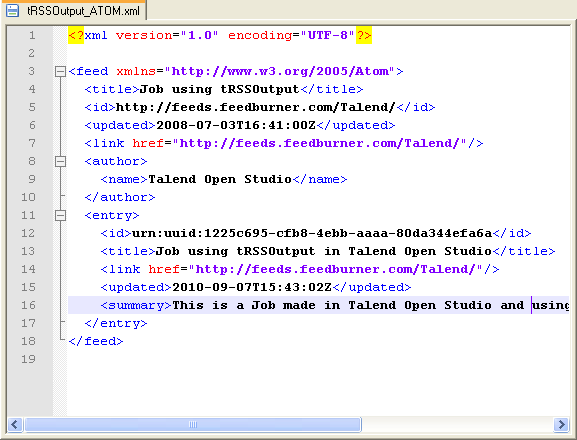 tRSSOutput_ATOM.xml
1 <?xml version="1.0" encoding="UTF-8"?>
2
3 <feed xmlns="http://www.w3.org/2005/Atom">
4 <title>Job using tRSSOutput</title>
5 <id>http://feeds.feedburner.com/Talend/</id>
6 <updated>2008-07-03T16:41:00Z</updated>
7 <link href="http://feeds.feedburner.com/Talend/"/>
8 <author>
9 <name>Talend Open Studio</name>
10 </author>
11 <entry>
12 <id>urn:uuid:1225c695-cfb8-4ebb-aaaa-80da344efa6a</id>
13 <title>Job using tRSSOutput in Talend Open Studio</title>
14 <link href="http://feeds.feedburner.com/Talend/"/>
15 <updated>2010-09-07T15:43:02Z</updated>
16 <summary>This is a Job made in Talend Open Studio and using
17 </entry>
18 </feed>
19